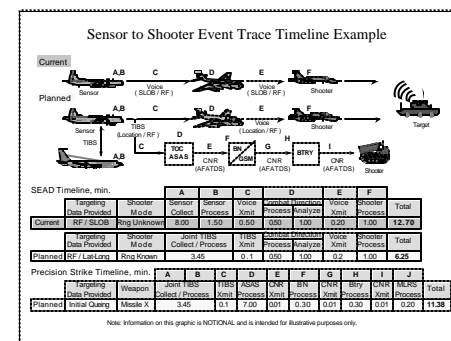 Sensor to Shooter Event Trace Timeline Example
Current
A,B C D E F
Sensor
Voice
( SLOB / RF )
Voice
( SLOB / RF )
Shooter
Planned
A,B C D E F
Sensor
TIBS
(Location / RF )
Voice
(Location / RF )
Shooter
Target
TIBS
A,B
C
D
TOC
ASAS
E
CNR
(AFATDS)
F
BN
GSM
G
CNR
(AFATDS)
H
BTRY
I
CNR
(AFATDS)
Shooter
SEAD Timeline, min.
A B C D E F
Targeting Data Provided Shooter Mode Sensor Collect Sensor Process Voice Xmit Combat Direction Process Analyze Voice Xmit Shooter Process Total
Current RF / SLOB Rng Unknown 8.00 1.50 0.50 0.50 1.00 0.20 1.00 12.70
Targeting Data Provided Shooter Mode Joint TIBS Collect / Process TIBS Xmit Combat Direction Process Analyze Voice Xmit Shooter Process Total
Planned RF / Lat-Long Rng Known 3.45 0.1 0.50 1.00 0.2 1.00 6.25
Precision Strike Timeline, min.
A B C D E F G H I J
Targeting Data Provided Weapon Joint TIBS Collect / Process TIBS Xmit ASAS Process CNR Xmit BN Process CNR Xmit Btry Process CNR Xmit MLRS Process Total
Planned Initial Queing Missile X 3.45 0.1 7.00 0.01 0.30 0.01 0.30 0.01 0.20 11.38
Note: Information on this graphic is NOTIONAL and is intended for illustrative purposes only.